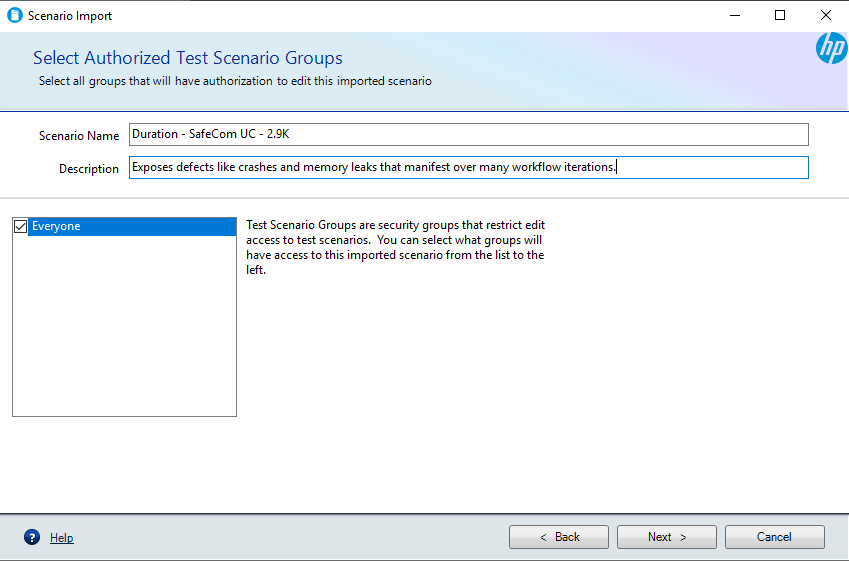 Scenario Import
hp
Select Authorized Test Scenario Groups
Select all groups that will have authorization to edit this imported scenario
Scenario Name Duration - SafeCom UC - 2.9K
Description Exposes defects like crashes and memory leaks that manifest over many workflow iterations.
Everyone
Test Scenario Groups are security groups that restrict edit
access to test scenarios. You can select what groups will
have access to this imported scenario from the list to the
left.
? Help < Back Next > Cancel